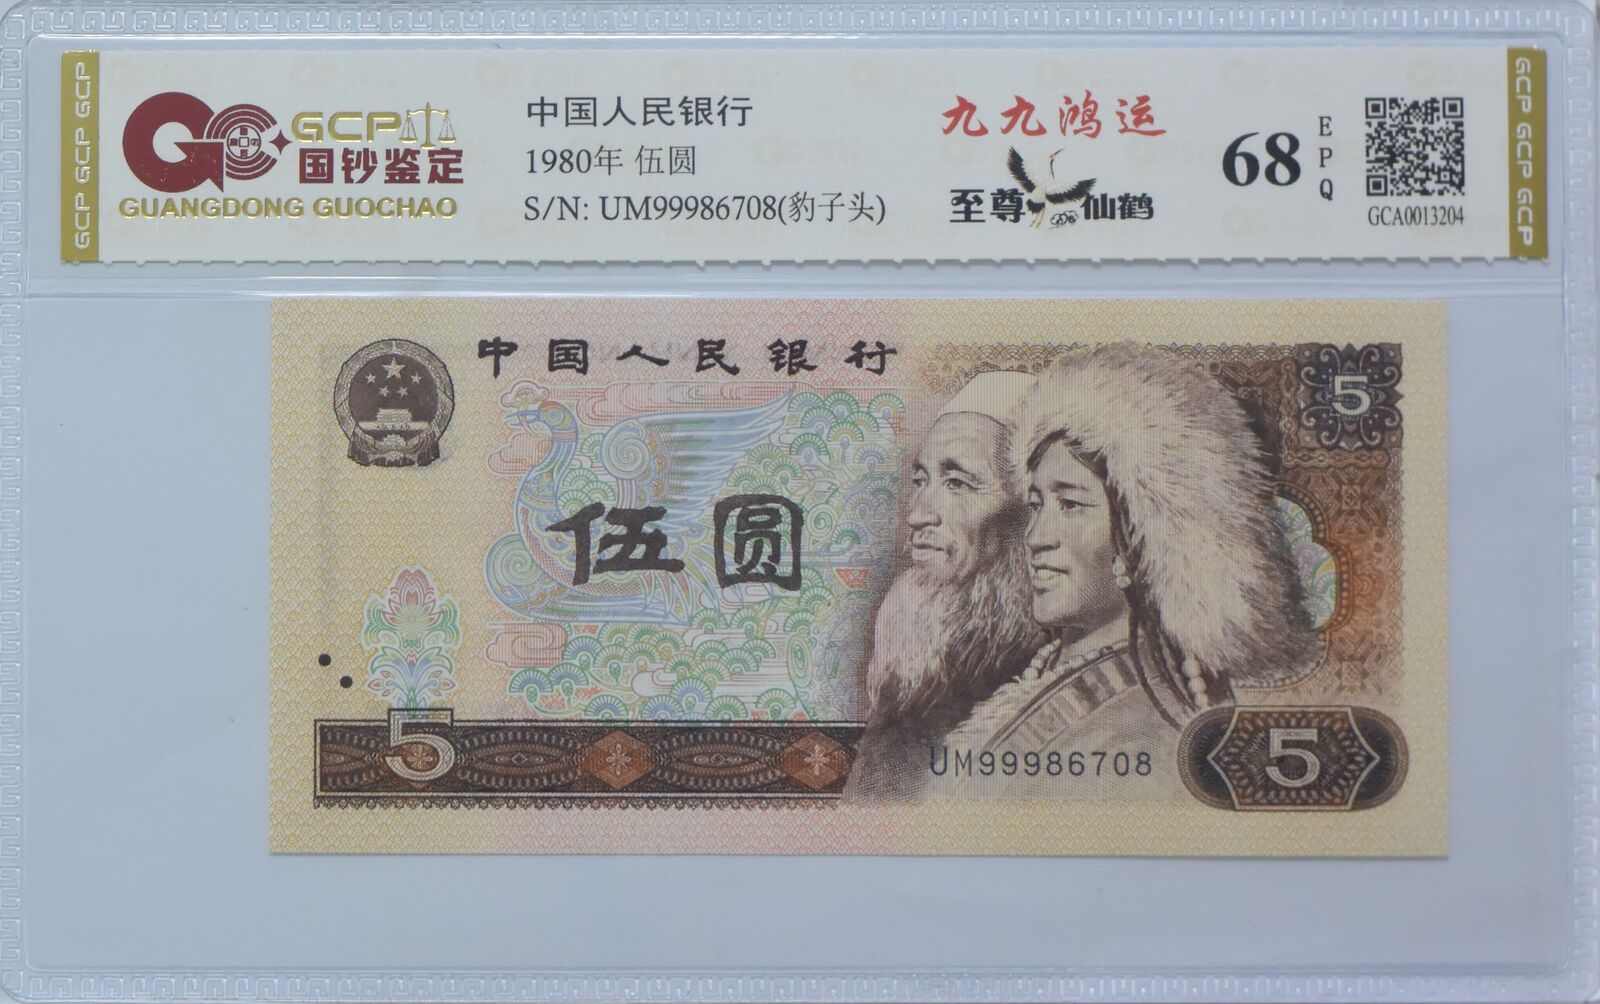 GCP GCP GCP
GCP
国钞鉴定
GUANGDONG GUOCHAO
中国人民银行
1980年 伍圆
S/N: UM99986708(豹子头)
九九鸿运
至尊仙鹤
68
EPQ
GCA0013204
GCP GCP GCP
中国人民银行
5
伍圆
5
UM99986708
5